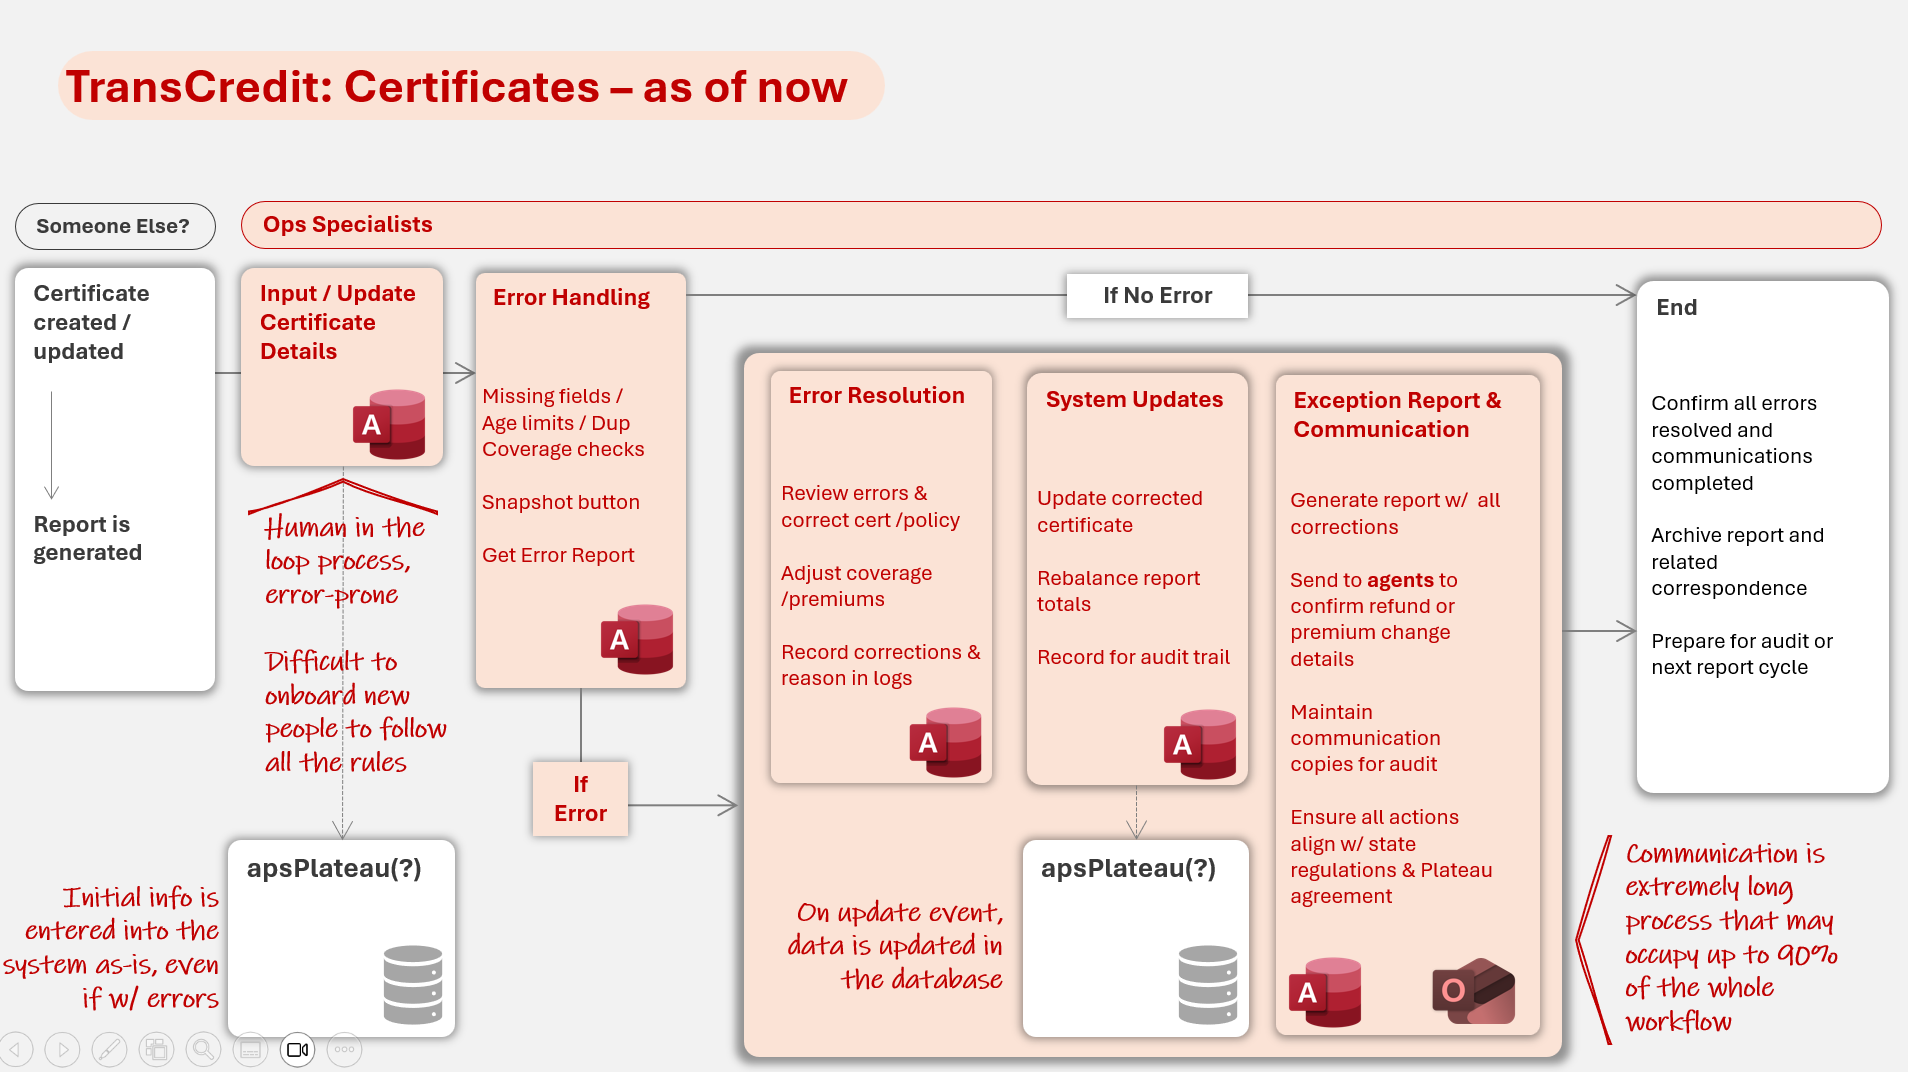 TransCredit: Certificates – as of now
Someone Else?
Ops Specialists
Certificate
created /
updated
Report is
generated
Input / Update
Certificate
Details
A
Human in the
loop process,
error-prone
Difficult to
onboard new
people to follow
all the rules
Initial info is
entered into the
system as-is, even
if w/ errors
apsPlateau(?)
Error Handling
Missing fields /
Age limits / Dup
Coverage checks
Snapshot button
Get Error Report
A
If
Error
If No Error
Error Resolution
Review errors &
correct cert /policy
Adjust coverage
/premiums
Record corrections &
reason in logs
A
System Updates
Update corrected
certificate
Rebalance report
totals
Record for audit trail
A
On update event,
data is updated in
the database
apsPlateau(?)
Exception Report &
Communication
Generate report w/  all
corrections
Send to agents to
confirm refund or
premium change
details
Maintain
communication
copies for audit
Ensure all actions
align w/ state
regulations & Plateau
agreement
A
O
End
Confirm all errors
resolved and
communications
completed
Archive report and
related
correspondence
Prepare for audit or
next report cycle
Communication is
extremely long
process that may
occupy up to 90%
of the whole
workflow